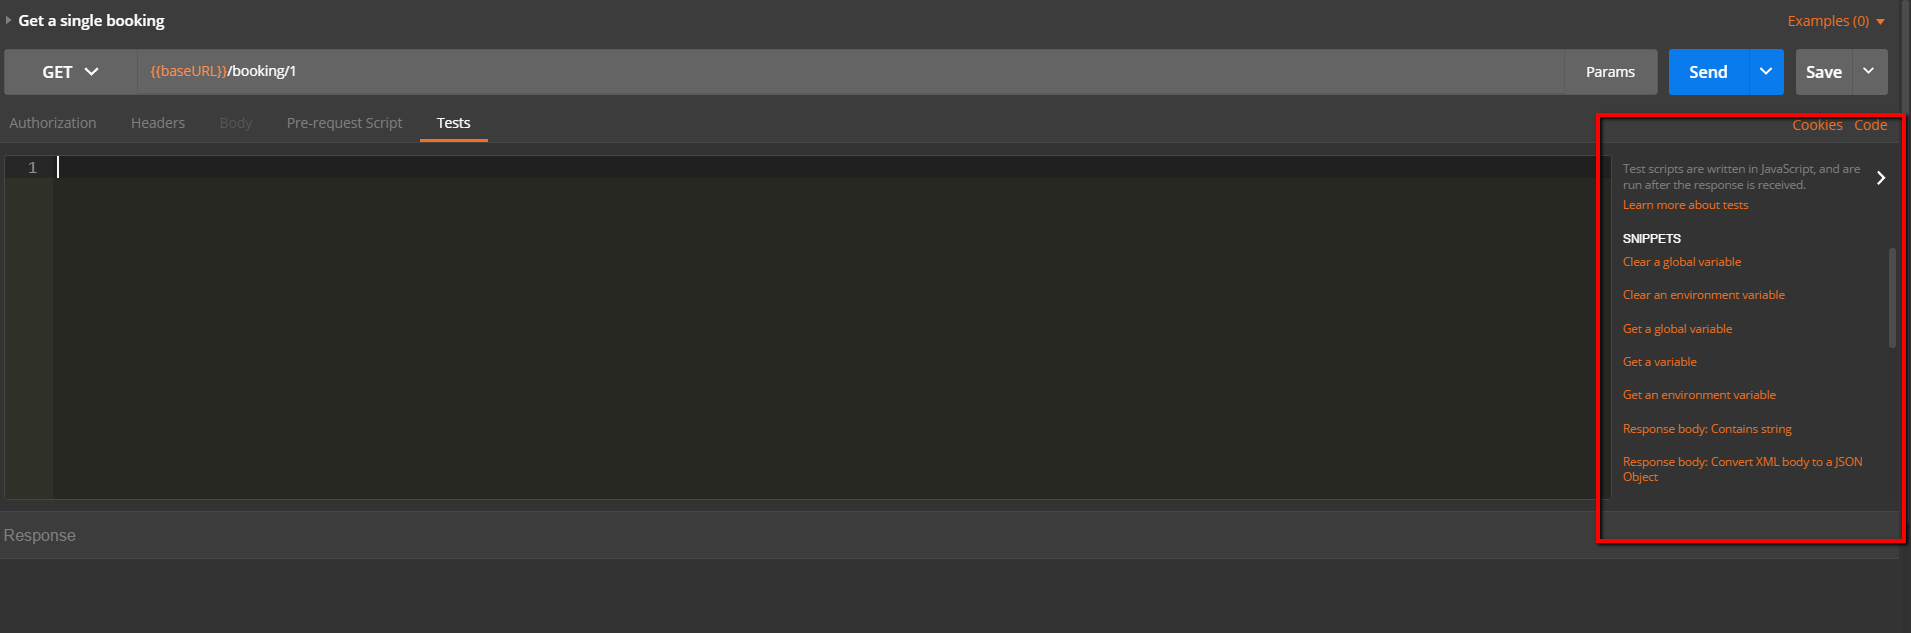 Get a single booking
Examples (0)
GET
{{baseURL}}/booking/1
Params
Send
Save
Authorization
Headers
Body
Pre-request Script
Tests
Cookies
Code
1
Test scripts are written in JavaScript, and are
run after the response is received.
Learn more about tests
SNIPPETS
Clear a global variable
Clear an environment variable
Get a global variable
Get a variable
Get an environment variable
Response body: Contains string
Response body: Convert XML body to a JSON
Object
Response